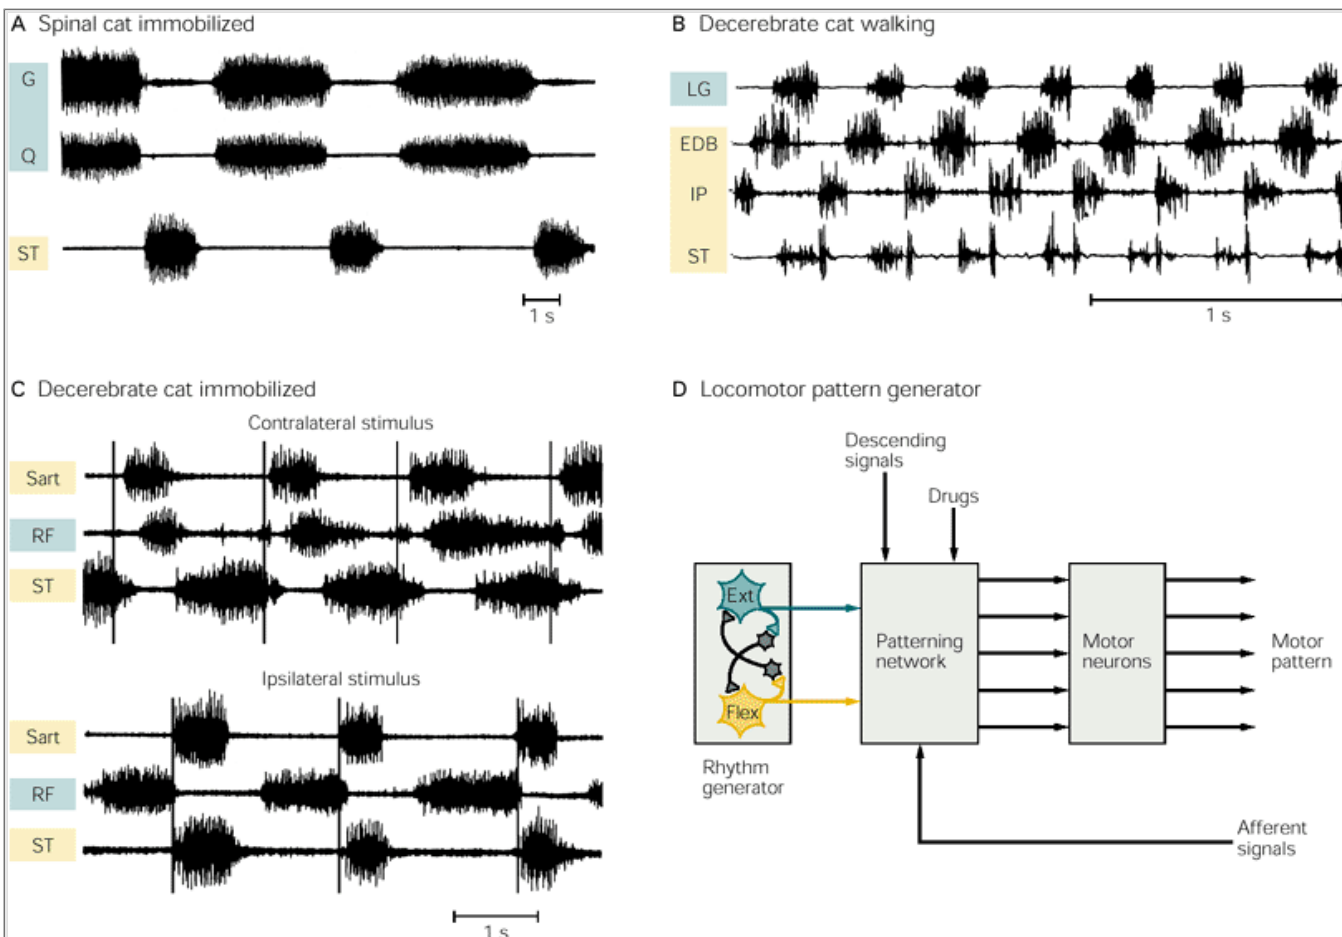 A Spinal cat immobilized
G
Q
ST
1 s
B Decerebrate cat walking
LG
EDB
IP
ST
1 s
C Decerebrate cat immobilized
Contralateral stimulus
Sart
RF
ST
Ipsilateral stimulus
Sart
RF
ST
1 s
D Locomotor pattern generator
Descending
signals
Drugs
Ext
Flex
Rhythm
generator
Patterning
network
Motor
neurons
Motor
pattern
Afferent
signals